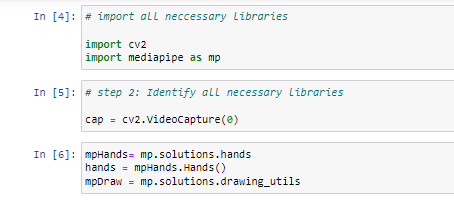 In [4]: # import all neccessary libraries
import cv2
import mediapipe as mp
In [5]: # step 2: Identify all necessary libraries
cap = cv2.VideoCapture(0)
In [6]: mpHands= mp.solutions.hands
hands = mpHands.Hands()
mpDraw = mp.solutions.drawing_utils